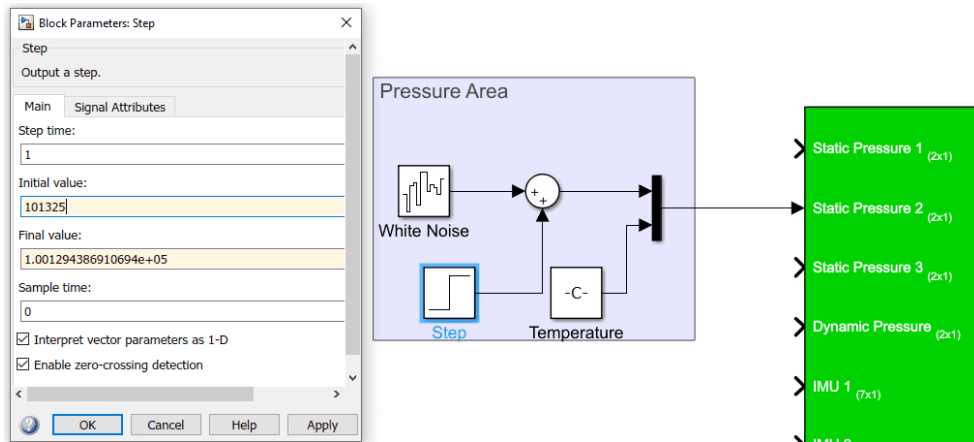 Block Parameters: Step
Step
Output a step.
Main Signal Attributes
Step time:
1
Initial value:
101325
Final value:
1.001294386910694e+05
Sample time:
0
Interpret vector parameters as 1-D
Enable zero-crossing detection
OK Cancel Help Apply
Pressure Area
White Noise
+
+
Step
-C-
Temperature
Static Pressure 1 (2x1)
Static Pressure 2 (2x1)
Static Pressure 3 (2x1)
Dynamic Pressure (2x1)
IMU 1 (7x1)